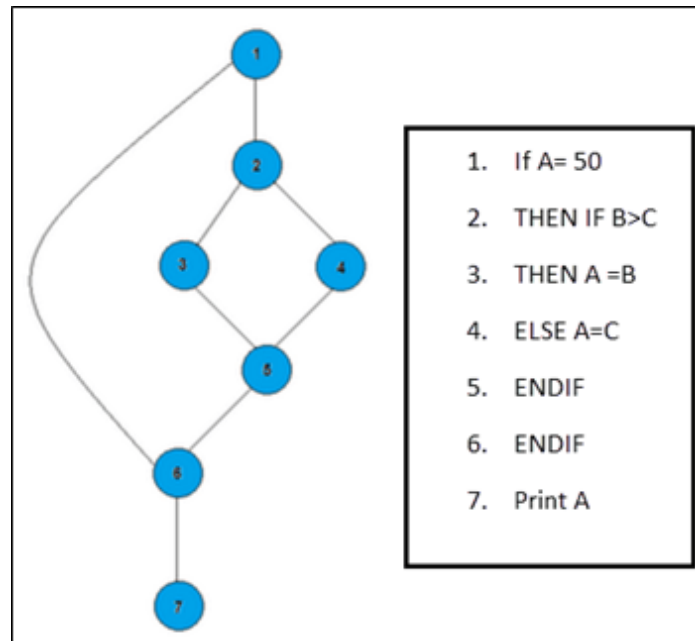 1
2
3
4
5
6
7
1. If A= 50
2. THEN IF B>C
3. THEN A =B
4. ELSE A=C
5. ENDIF
6. ENDIF
7. Print A